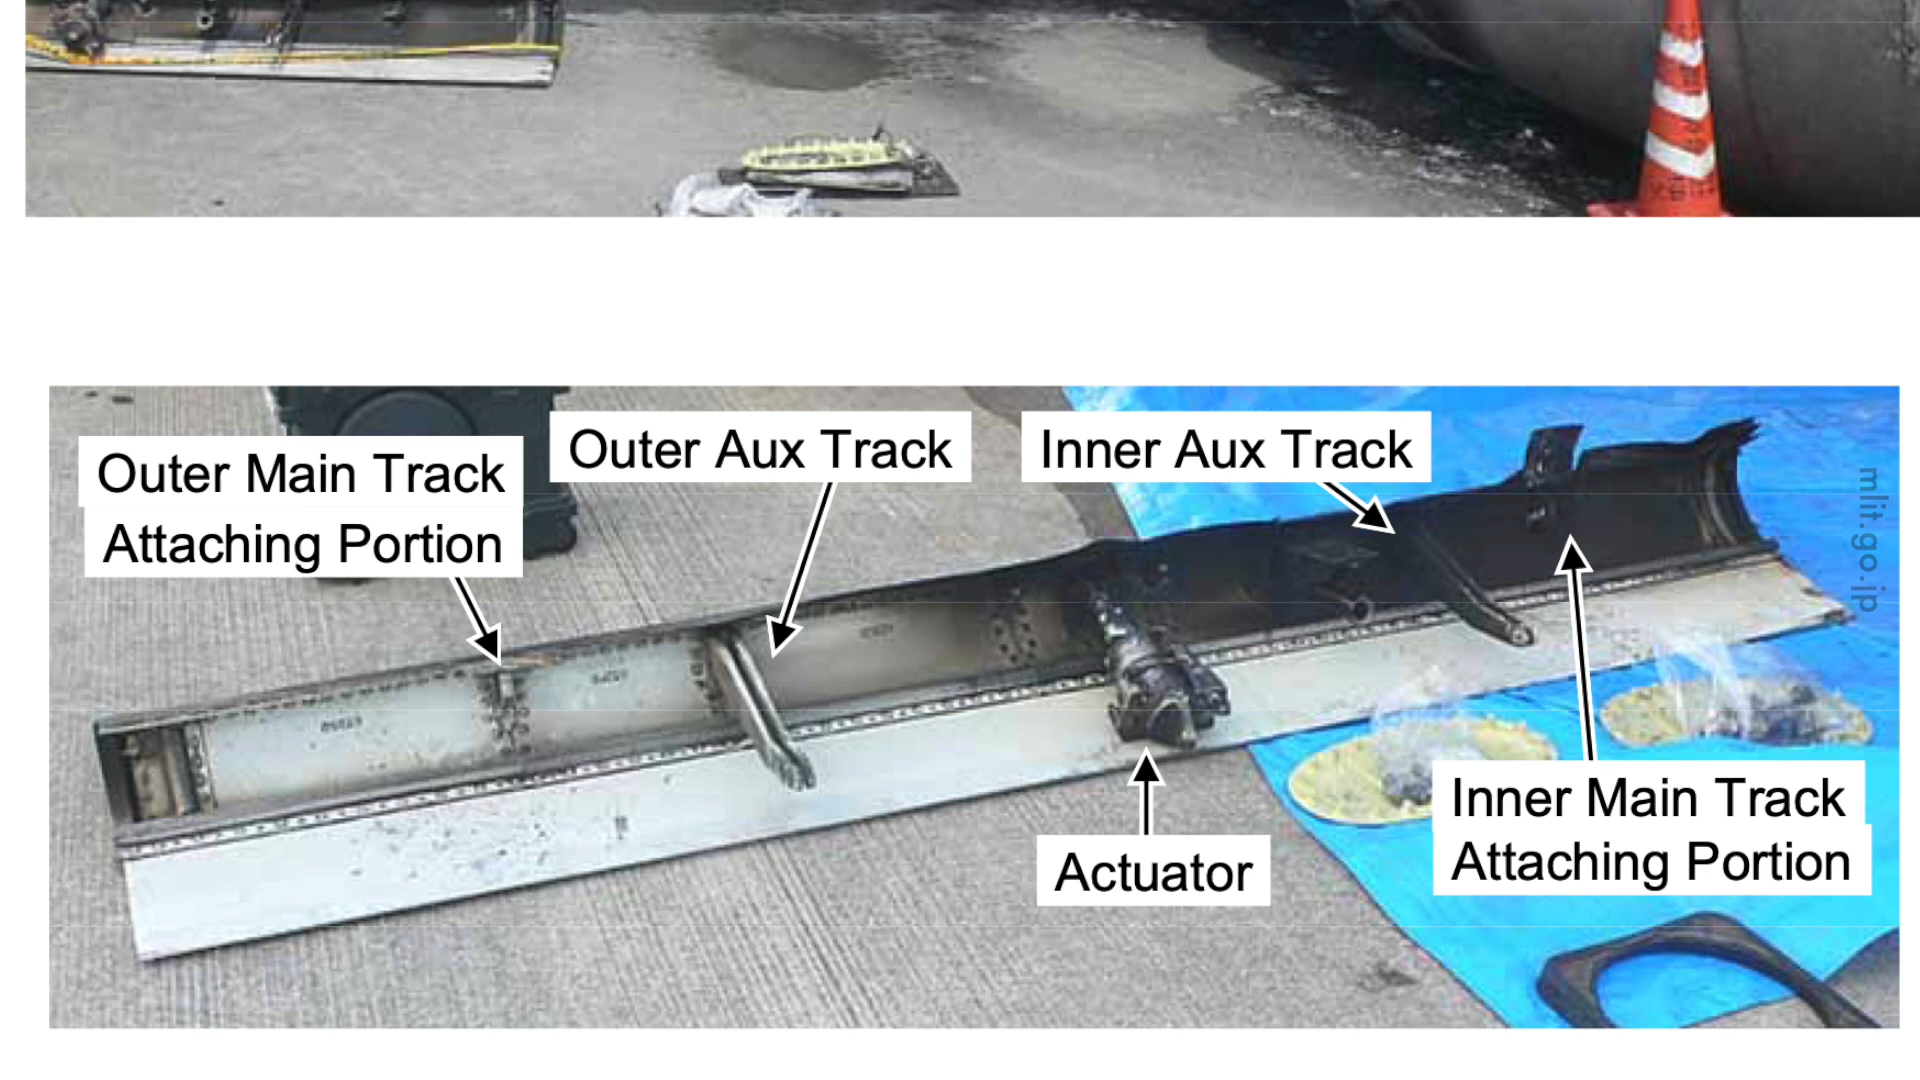 Outer Main Track
Attaching Portion
Outer Aux Track
Inner Aux Track
Actuator
Inner Main Track
Attaching Portion
mlit.go.jp